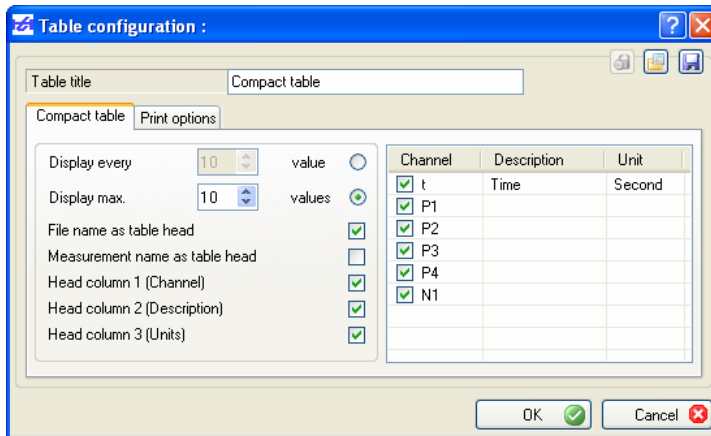 Table configuration :
Table title Compact table
Compact table Print options
Display every 10 value
Display max. 10 values
File name as table head
Measurement name as table head
Head column 1 (Channel)
Head column 2 (Description)
Head column 3 (Units)
Channel Description Unit
t Time Second
P1
P2
P3
P4
N1
OK Cancel